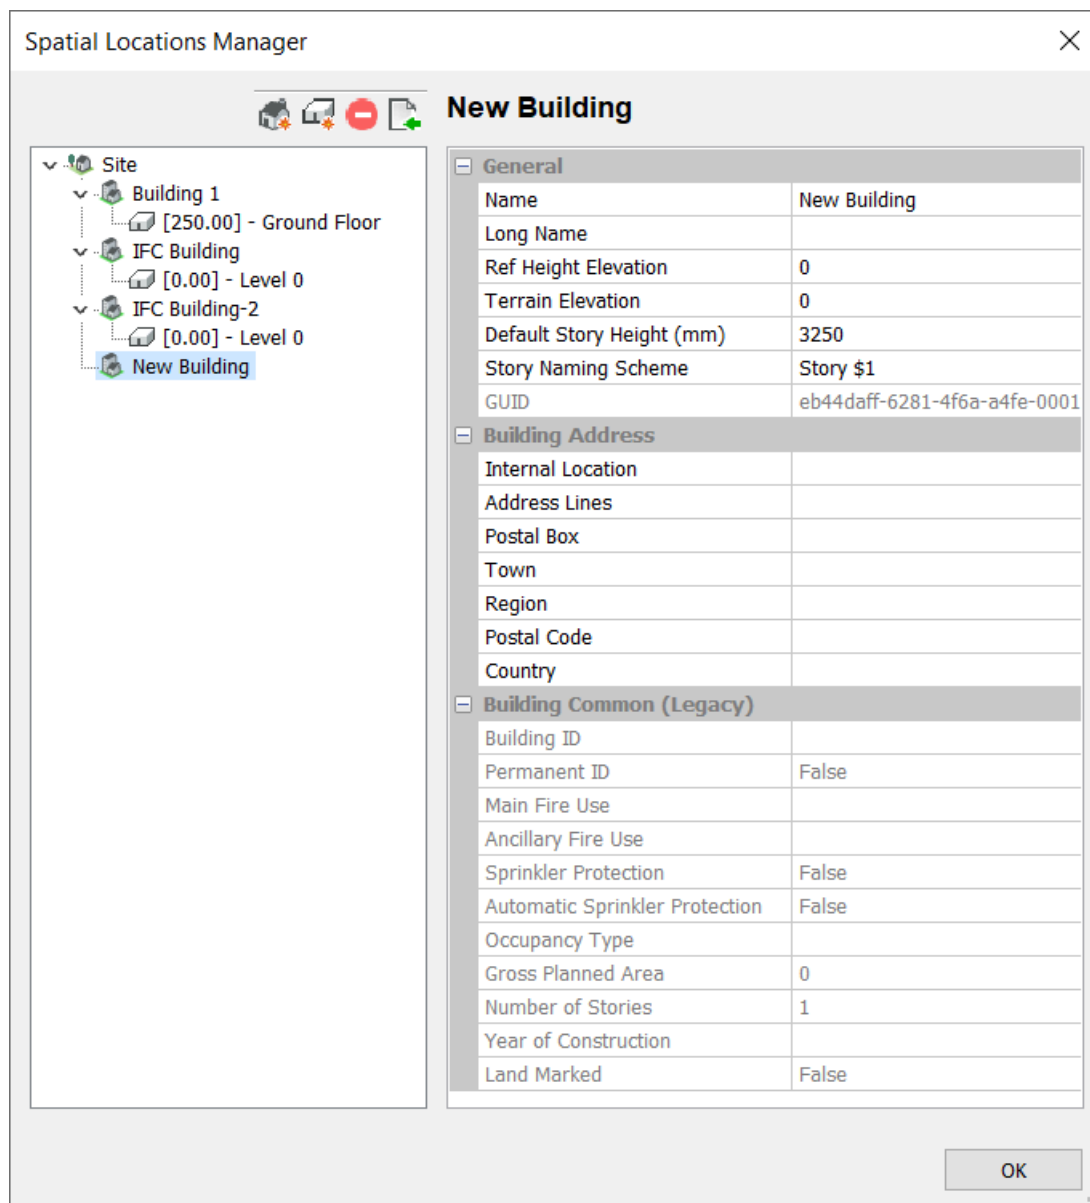 Spatial Locations Manager
New Building
Site
Building 1
[250.00] - Ground Floor
IFC Building
[0.00] - Level 0
IFC Building-2
[0.00] - Level 0
New Building
General
Name New Building
Long Name
Ref Height Elevation 0
Terrain Elevation 0
Default Story Height (mm) 3250
Story Naming Scheme Story $1
GUID eb44daff-6281-4f6a-a4fe-0001
Building Address
Internal Location
Address Lines
Postal Box
Town
Region
Postal Code
Country
Building Common (Legacy)
Building ID
Permanent ID False
Main Fire Use
Ancillary Fire Use
Sprinkler Protection False
Automatic Sprinkler Protection False
Occupancy Type
Gross Planned Area 0
Number of Stories 1
Year of Construction
Land Marked False
OK